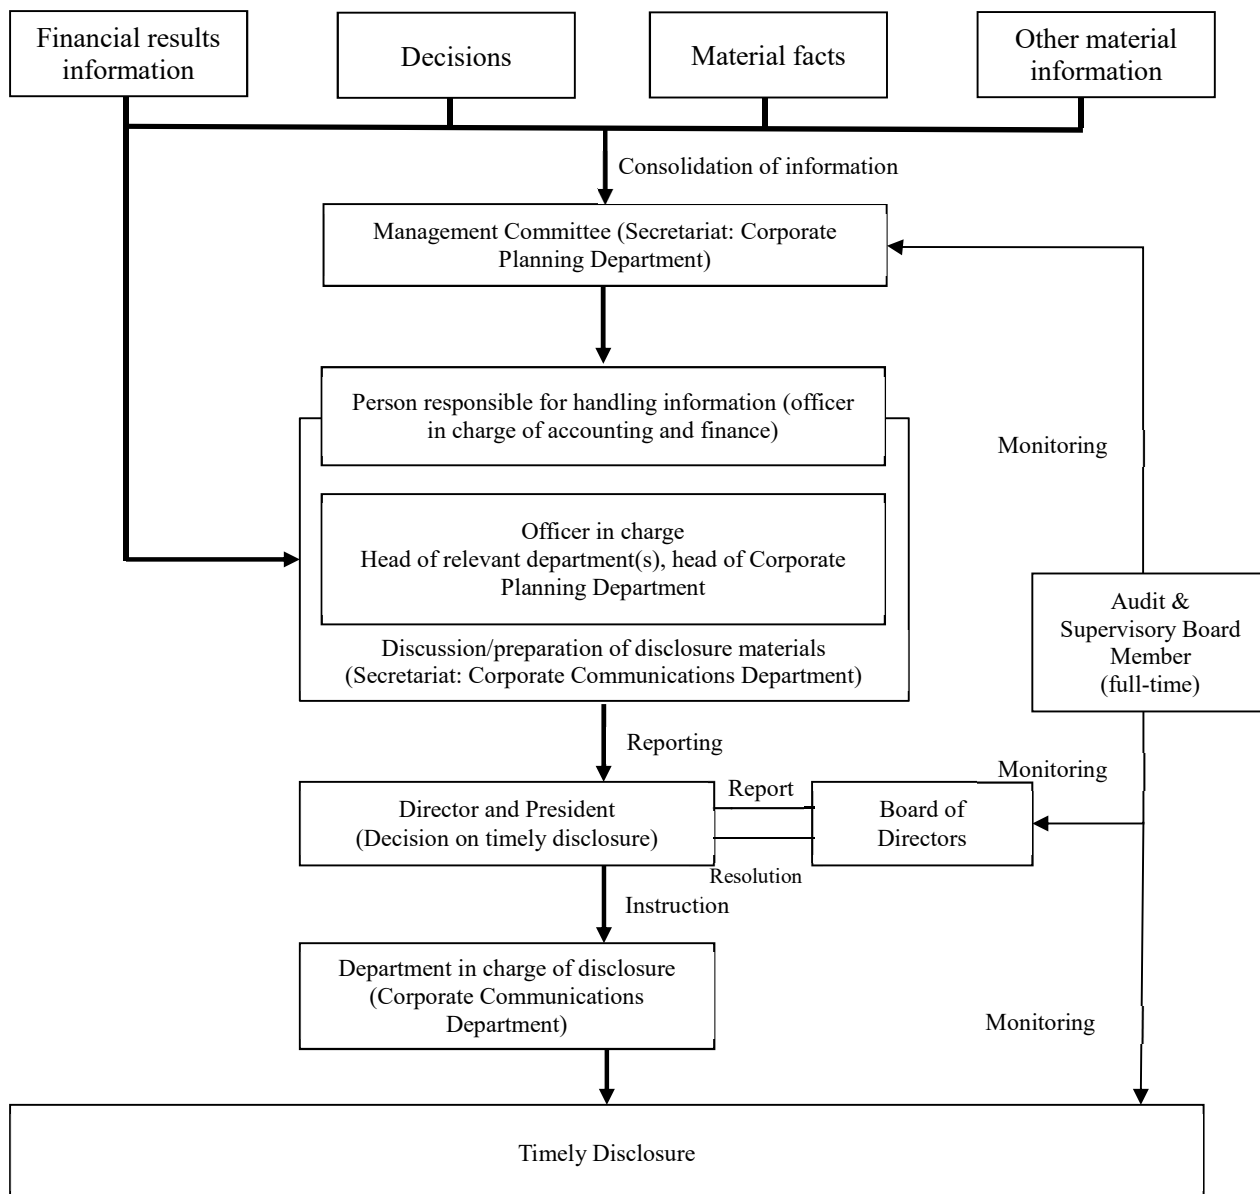 Financial results
information
Decisions
Material facts
Other material
information
Consolidation of information
Management Committee (Secretariat: Corporate
Planning Department)
Person responsible for handling information (officer
in charge of accounting and finance)
Monitoring
Officer in charge
Head of relevant department(s), head of Corporate
Planning Department
Audit &
Supervisory Board
Member
(full-time)
Discussion/preparation of disclosure materials
(Secretariat: Corporate Communications Department)
Reporting
Monitoring
Director and President
(Decision on timely disclosure)
Report
Resolution
Board of
Directors
Instruction
Department in charge of disclosure
(Corporate Communications
Department)
Monitoring
Timely Disclosure